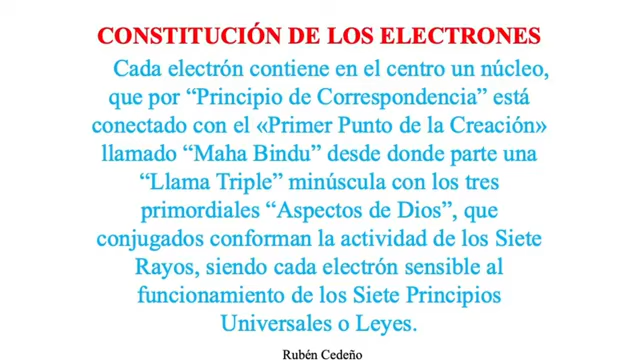 CONSTITUCIÓN DE LOS ELECTRONES
Cada electrón contiene en el centro un núcleo,
que por “Principio de Correspondencia” está
conectado con el «Primer Punto de la Creación»
llamado “Maha Bindu” desde donde parte una
“Llama Triple” minúscula con los tres
primordiales “Aspectos de Dios”, que
conjugados conforman la actividad de los Siete
Rayos, siendo cada electrón sensible al
funcionamiento de los Siete Principios
Universales o Leyes.
Rubén Cedeño